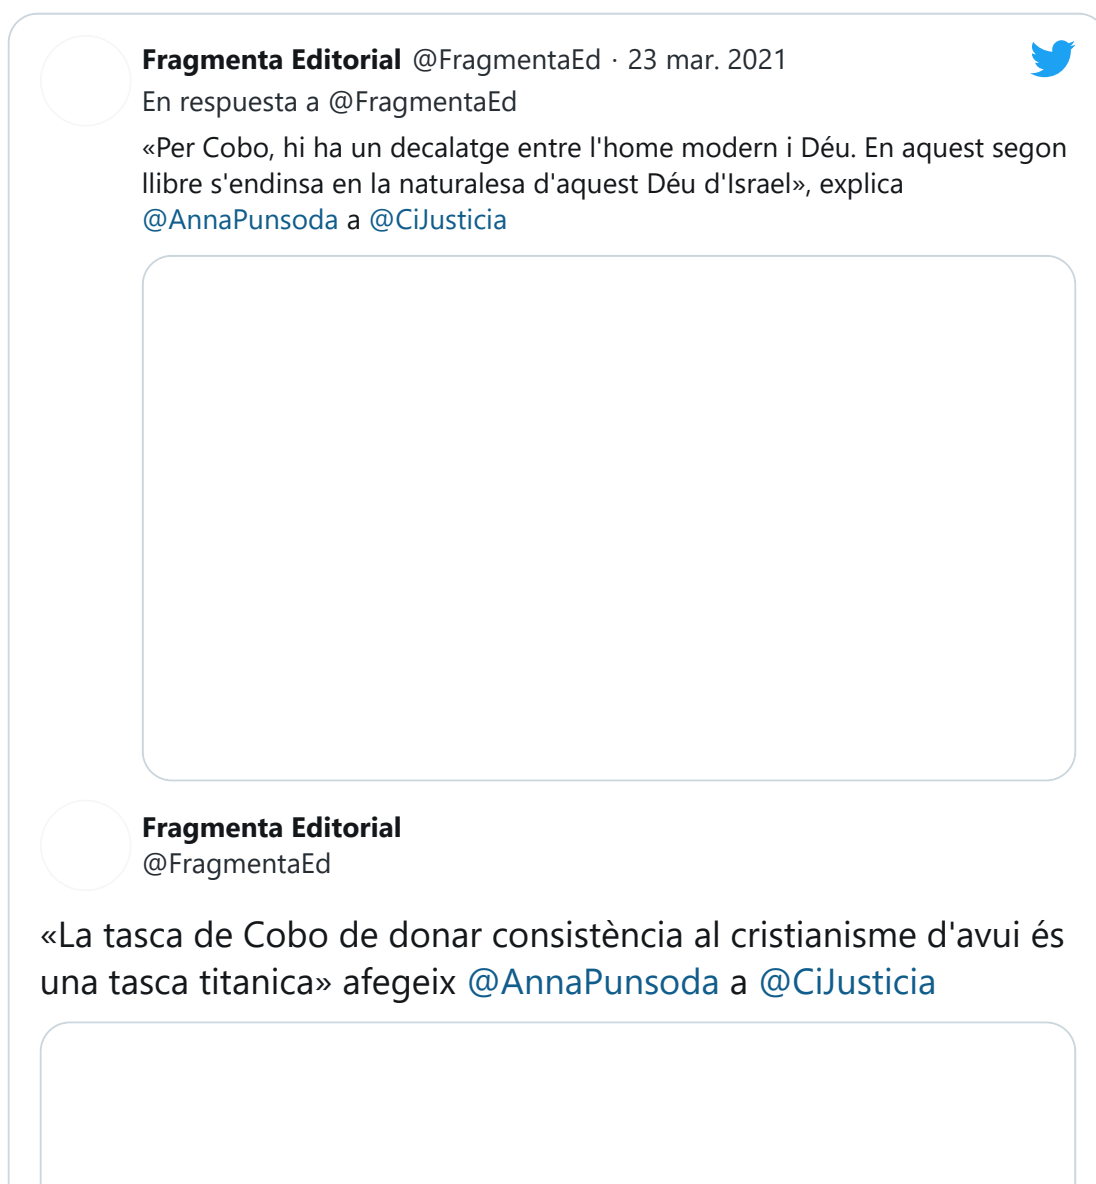 Fragmenta Editorial @FragmentaEd · 23 mar. 2021
En respuesta a @FragmentaEd
«Per Cobo, hi ha un decalatge entre l'home modern i Déu. En aquest segon
llibre s'endinsa en la naturalesa d'aquest Déu d'Israel», explica
@AnnaPunsoda a @CiJusticia
Fragmenta Editorial
@FragmentaEd
«La tasca de Cobo de donar consistència al cristianisme d'avui és
una tasca titanica» afegeix @AnnaPunsoda a @CiJusticia